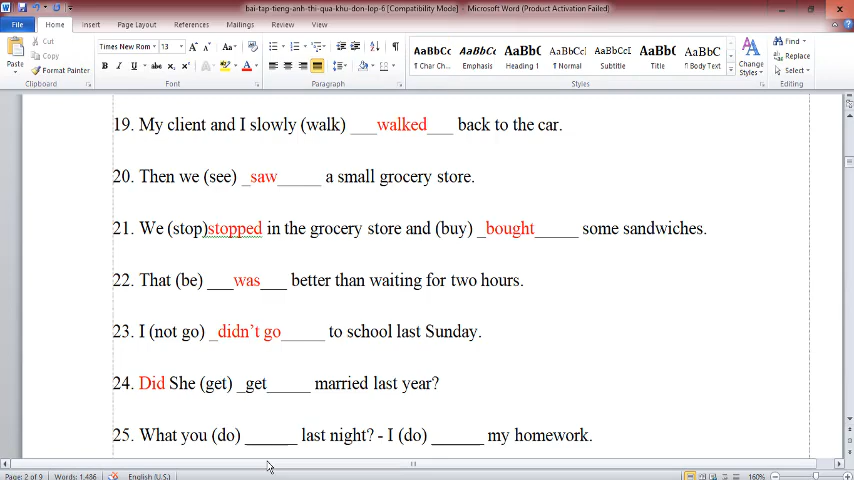 bai-tap-tieng-anh-thi-qua-khu-don-lop-6 [Compatibility Mode] - Microsoft Word (Product Activation Failed)
File Home Insert Page Layout References Mailings Review View
Paste Cut Copy Format Painter Clipboard
Times New Rom 13 Font
Paragraph
AaBbCc AaBbCc AaBbC AaBbCc AaBbCc AaBbC AaBbC
¶ Char Ch... Emphasis Heading 1 ¶ Normal Subtitle Title ¶ Body Text
Styles
Change Styles
Find Replace Select Editing
19. My client and I slowly (walk) ___walked___ back to the car.
20. Then we (see) _saw_____ a small grocery store.
21. We (stop)stopped in the grocery store and (buy) _bought_____ some sandwiches.
22. That (be) ___was___ better than waiting for two hours.
23. I (not go) _didn’t go_____ to school last Sunday.
24. Did She (get) _get_____ married last year?
25. What you (do) ______ last night? - I (do) ______ my homework.
Page: 2 of 9 Words: 1.486 English (U.S.) 160%